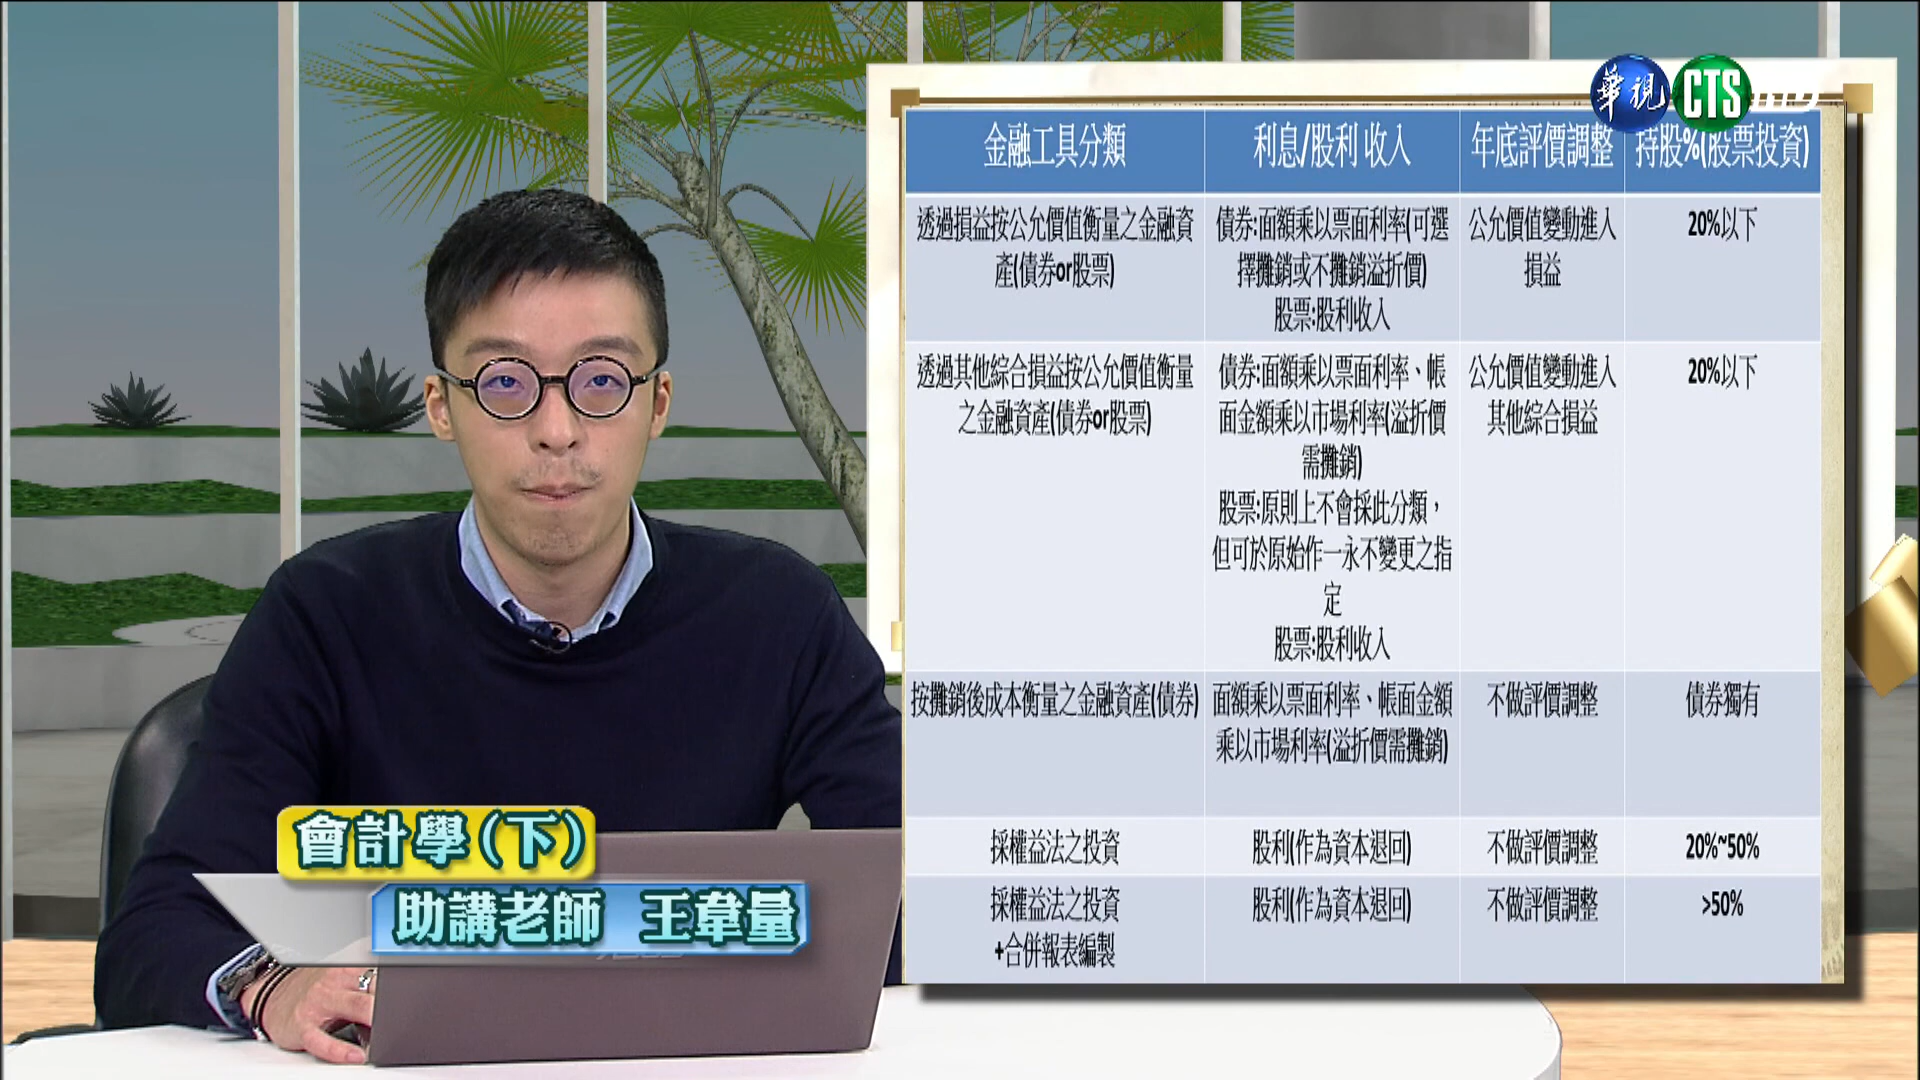 華視 CTS
金融工具分類 利息/股利 收入 年底評價調整 持股%(股票投資)
透過損益按公允價值衡量之金融資
產(債券or股票)
債券:面額乘以票面利率(可選
擇攤銷或不攤銷溢折價)
股票:股利收入
公允價值變動進入
損益
20%以下
透過其他綜合損益按公允價值衡量
之金融資產(債券or股票)
債券:面額乘以票面利率、帳
面金額乘以市場利率(溢折價
需攤銷)
股票:原則上不會採此分類，
但可於原始作一永不變更之指
定
股票:股利收入
公允價值變動進入
其他綜合損益
20%以下
按攤銷後成本衡量之金融資產(債券)
面額乘以票面利率、帳面金額
乘以市場利率(溢折價需攤銷)
不做評價調整
債券獨有
採權益法之投資
股利(作為資本退回)
不做評價調整
20%~50%
採權益法之投資
+合併報表編製
股利(作為資本退回)
不做評價調整
>50%
會計學(下)
助講老師 王韋量